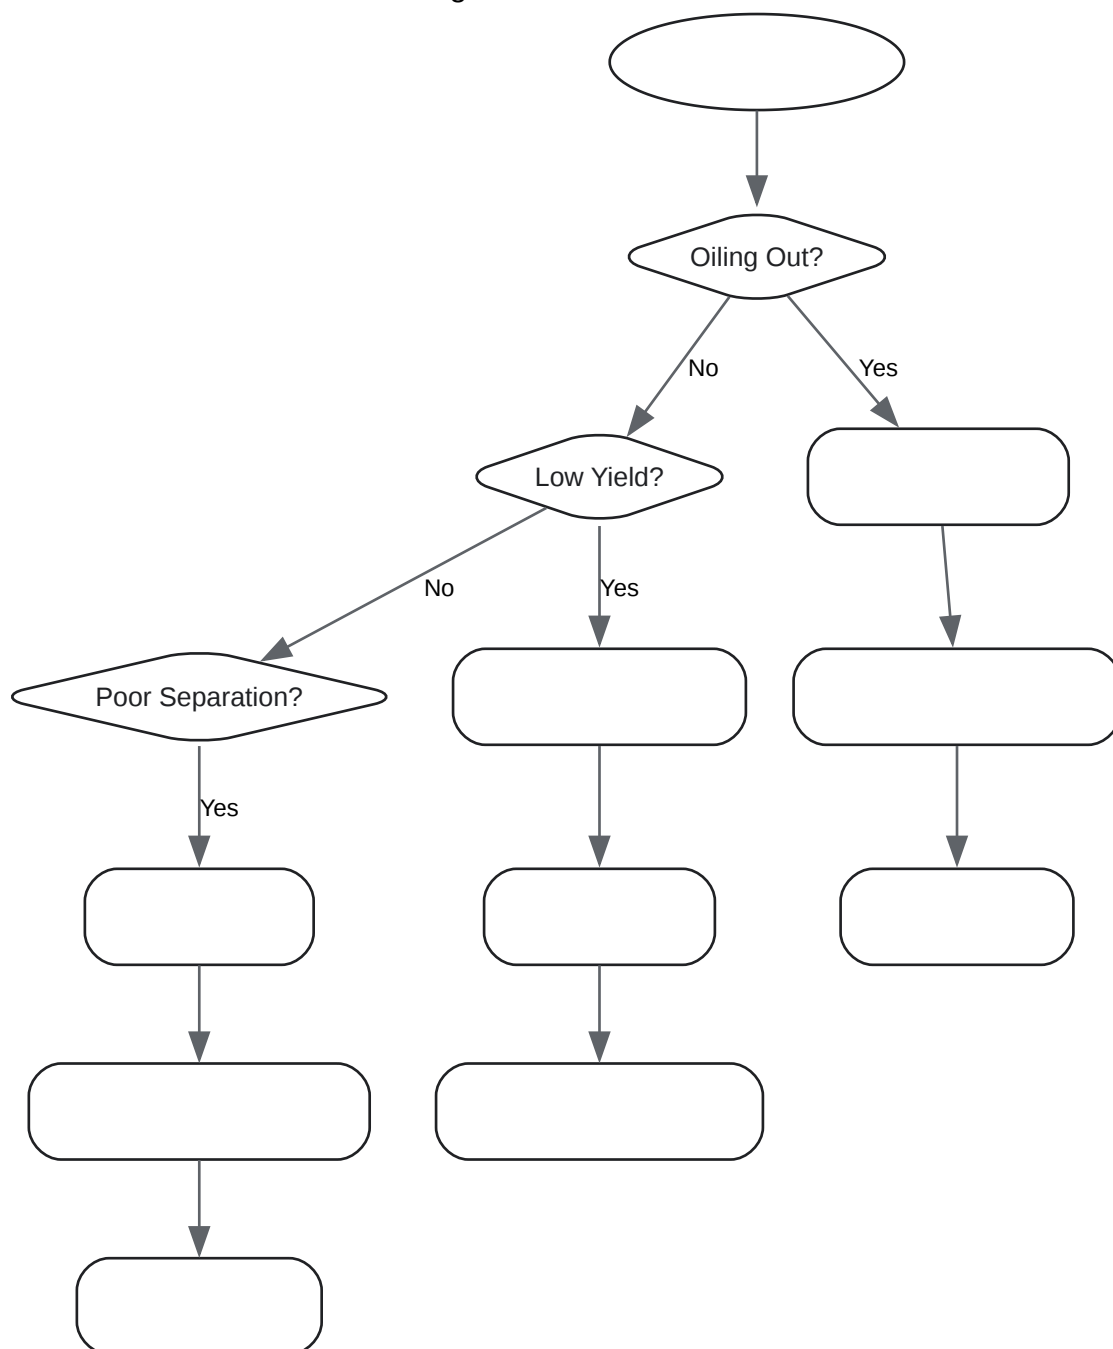 Oiling Out?
No
Yes
Low Yield?
No
Yes
Poor Separation?
Yes